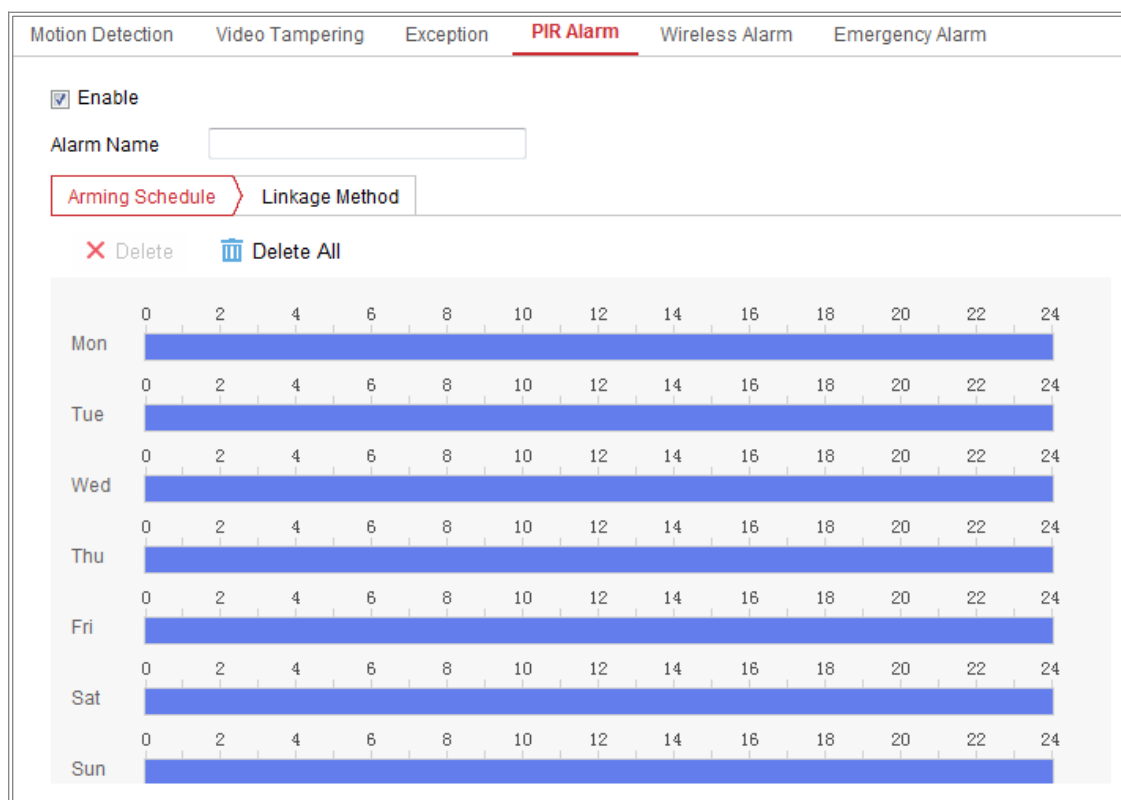 Motion Detection Video Tampering Exception PIR Alarm Wireless Alarm Emergency Alarm
Enable
Alarm Name
Arming Schedule Linkage Method
Delete Delete All
0 2 4 6 8 10 12 14 16 18 20 22 24
Mon
0 2 4 6 8 10 12 14 16 18 20 22 24
Tue
0 2 4 6 8 10 12 14 16 18 20 22 24
Wed
0 2 4 6 8 10 12 14 16 18 20 22 24
Thu
0 2 4 6 8 10 12 14 16 18 20 22 24
Fri
0 2 4 6 8 10 12 14 16 18 20 22 24
Sat
0 2 4 6 8 10 12 14 16 18 20 22 24
Sun